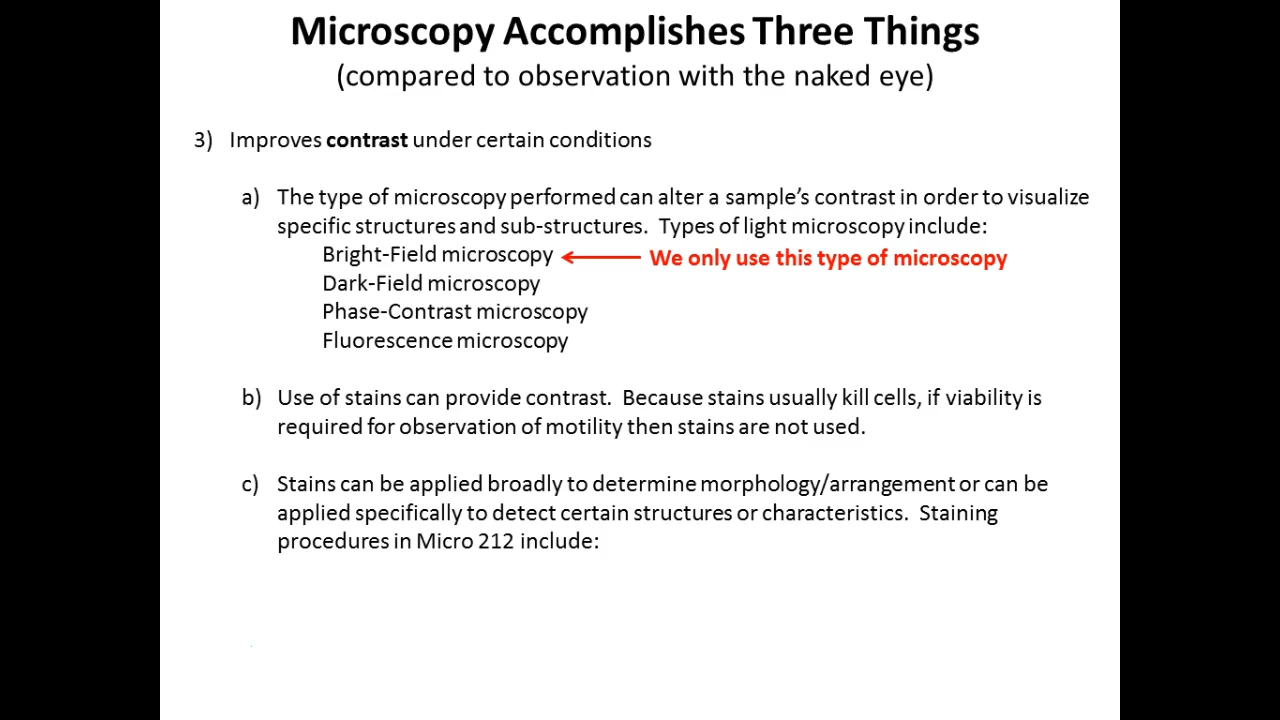 Microscopy Accomplishes Three Things
(compared to observation with the naked eye)
3) Improves contrast under certain conditions
a) The type of microscopy performed can alter a sample’s contrast in order to visualize
specific structures and sub-structures. Types of light microscopy include:
Bright-Field microscopy We only use this type of microscopy
Dark-Field microscopy
Phase-Contrast microscopy
Fluorescence microscopy
b) Use of stains can provide contrast. Because stains usually kill cells, if viability is
required for observation of motility then stains are not used.
c) Stains can be applied broadly to determine morphology/arrangement or can be
applied specifically to detect certain structures or characteristics. Staining
procedures in Micro 212 include: